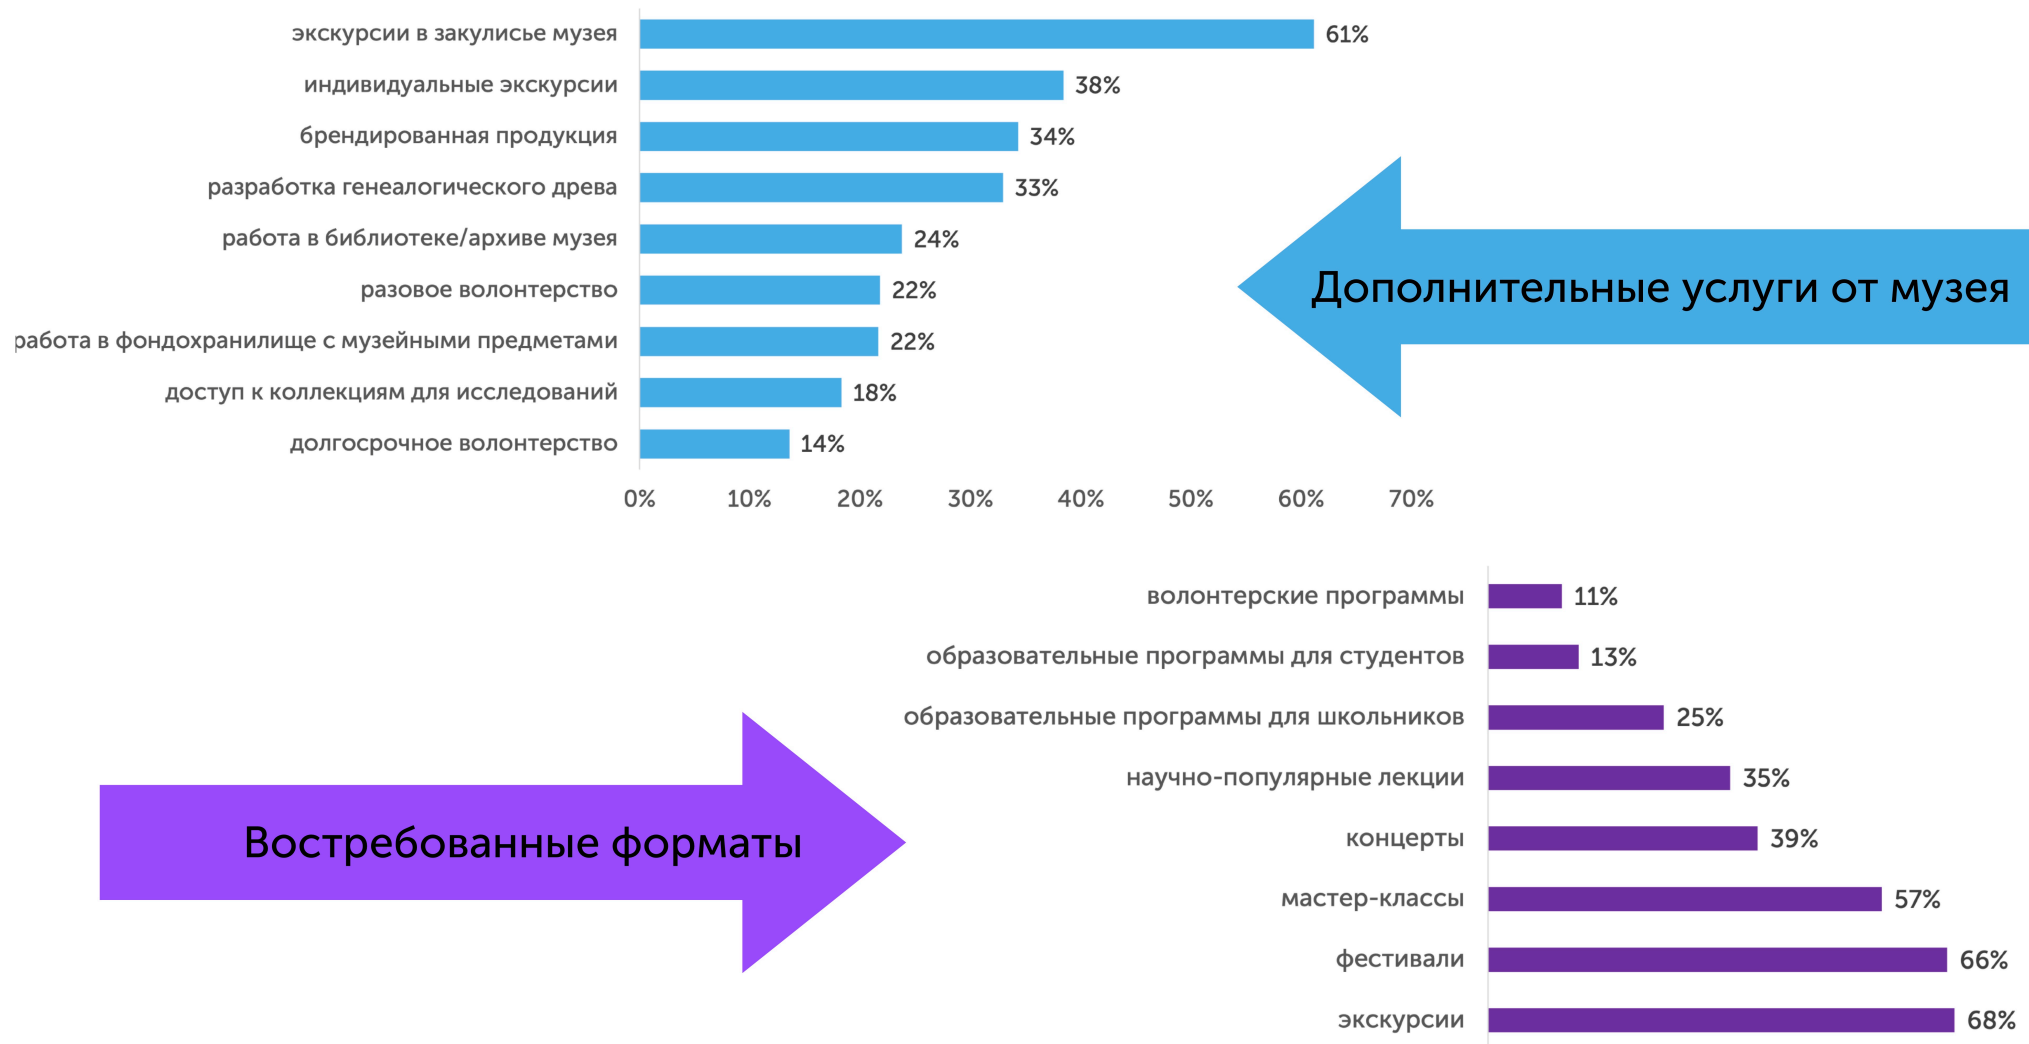 экскурсии в закулисье музея 61%
индивидуальные экскурсии 38%
брендированная продукция 34%
разработка генеалогического древа 33%
работа в библиотеке/архиве музея 24%
разовое волонтерство 22%
работа в фондохранилище с музейными предметами 22%
доступ к коллекциям для исследований 18%
долгосрочное волонтерство 14%
0% 10% 20% 30% 40% 50% 60% 70%
Дополнительные услуги от музея
Востребованные форматы
волонтерские программы 11%
образовательные программы для студентов 13%
образовательные программы для школьников 25%
научно-популярные лекции 35%
концерты 39%
мастер-классы 57%
фестивали 66%
экскурсии 68%